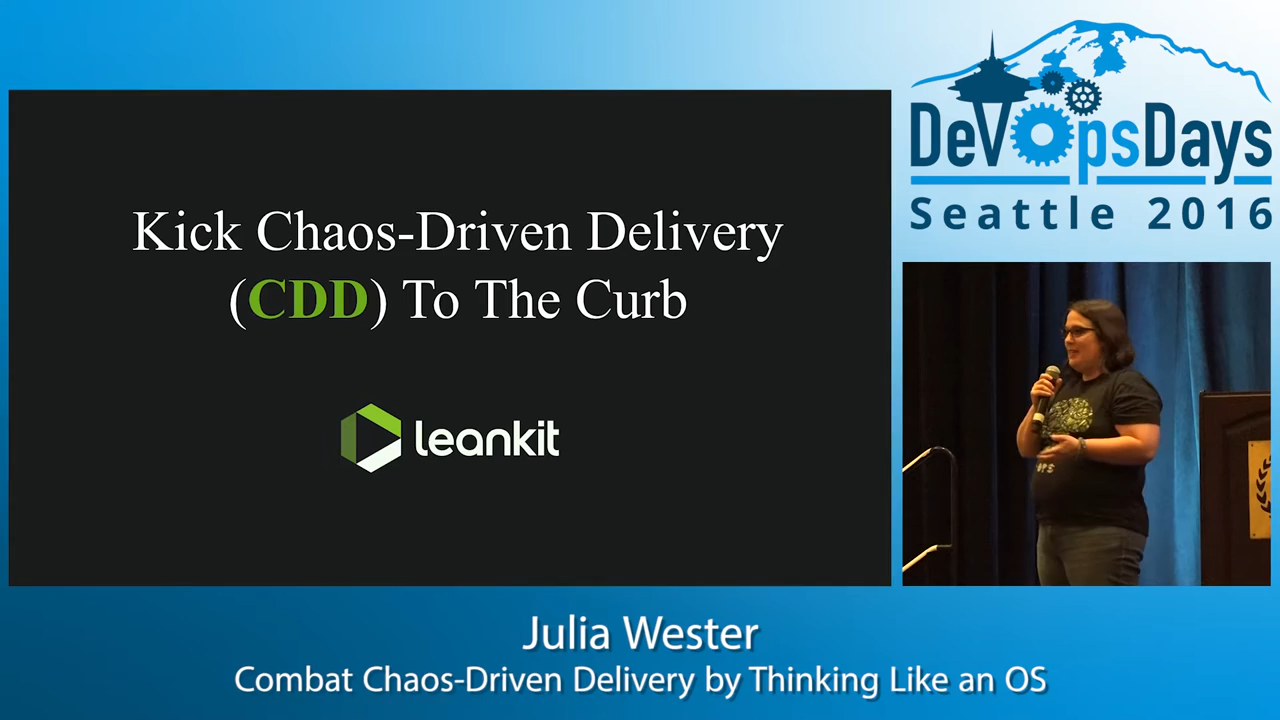 DevOpsDays
Seattle 2016
Kick Chaos-Driven Delivery
(CDD) To The Curb
leankit
Julia Wester
Combat Chaos-Driven Delivery by Thinking Like an OS